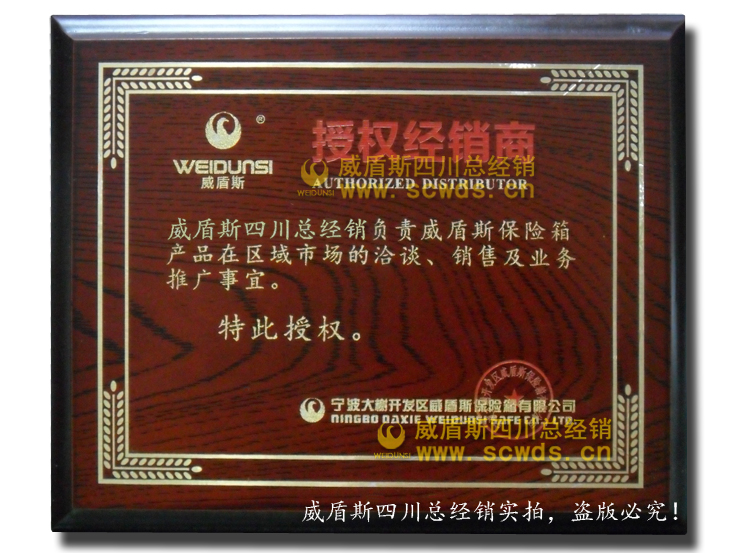 ®
授权经销商
WEIDUNSI
威盾斯
威盾斯四川总经销
www.scwds.cn
WEIDUNSI
AUTHORIZED DISTRIBUTOR
威盾斯四川总经销负责威盾斯保险箱
产品在区域市场的洽谈、销售及业务
推广事宜。
特此授权。
宁波大榭开发区威盾斯保险箱有限公司
NINGBO DAXIE WEIDUNSI SAFE CO., LTD.
威盾斯四川总经销
www.scwds.cn
WEIDUNSI
威盾斯四川总经销实拍，盗版必究！